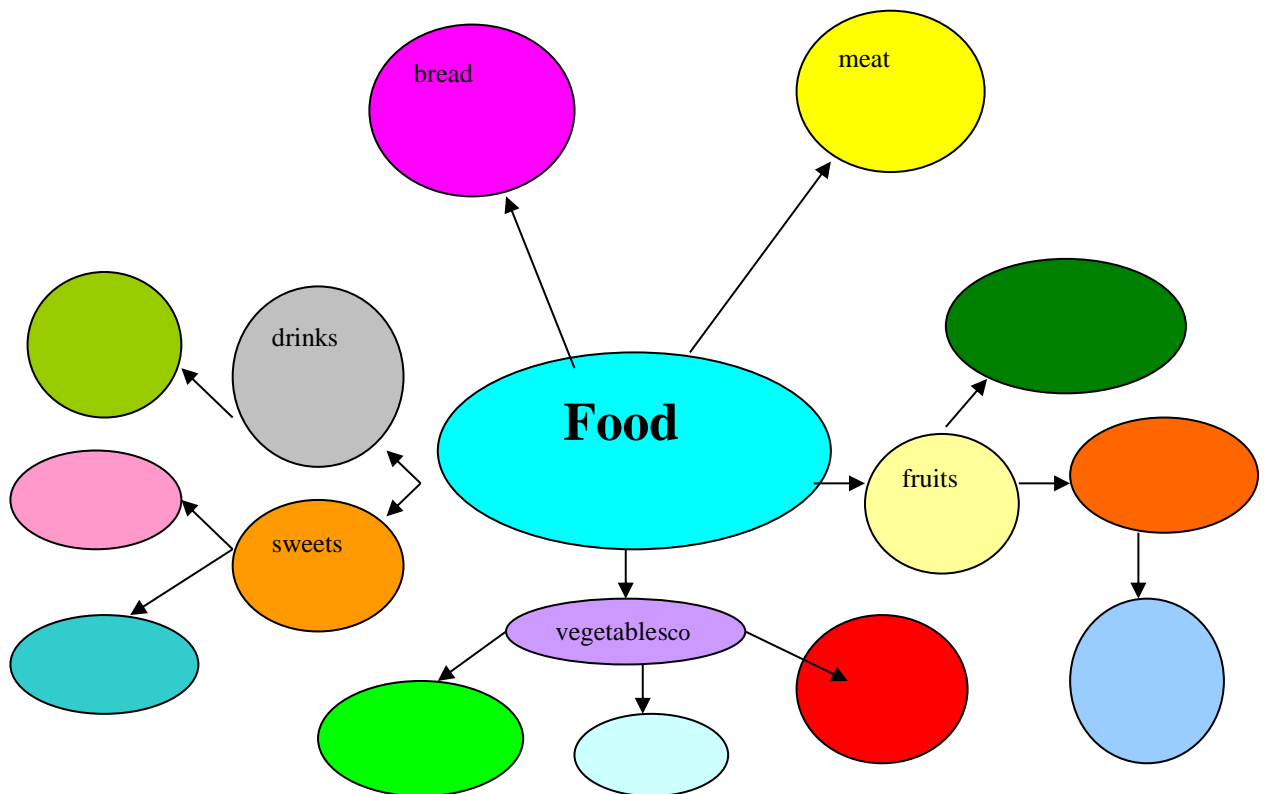 meat
bread
drinks
Food
fruits
sweets
vegetablesco